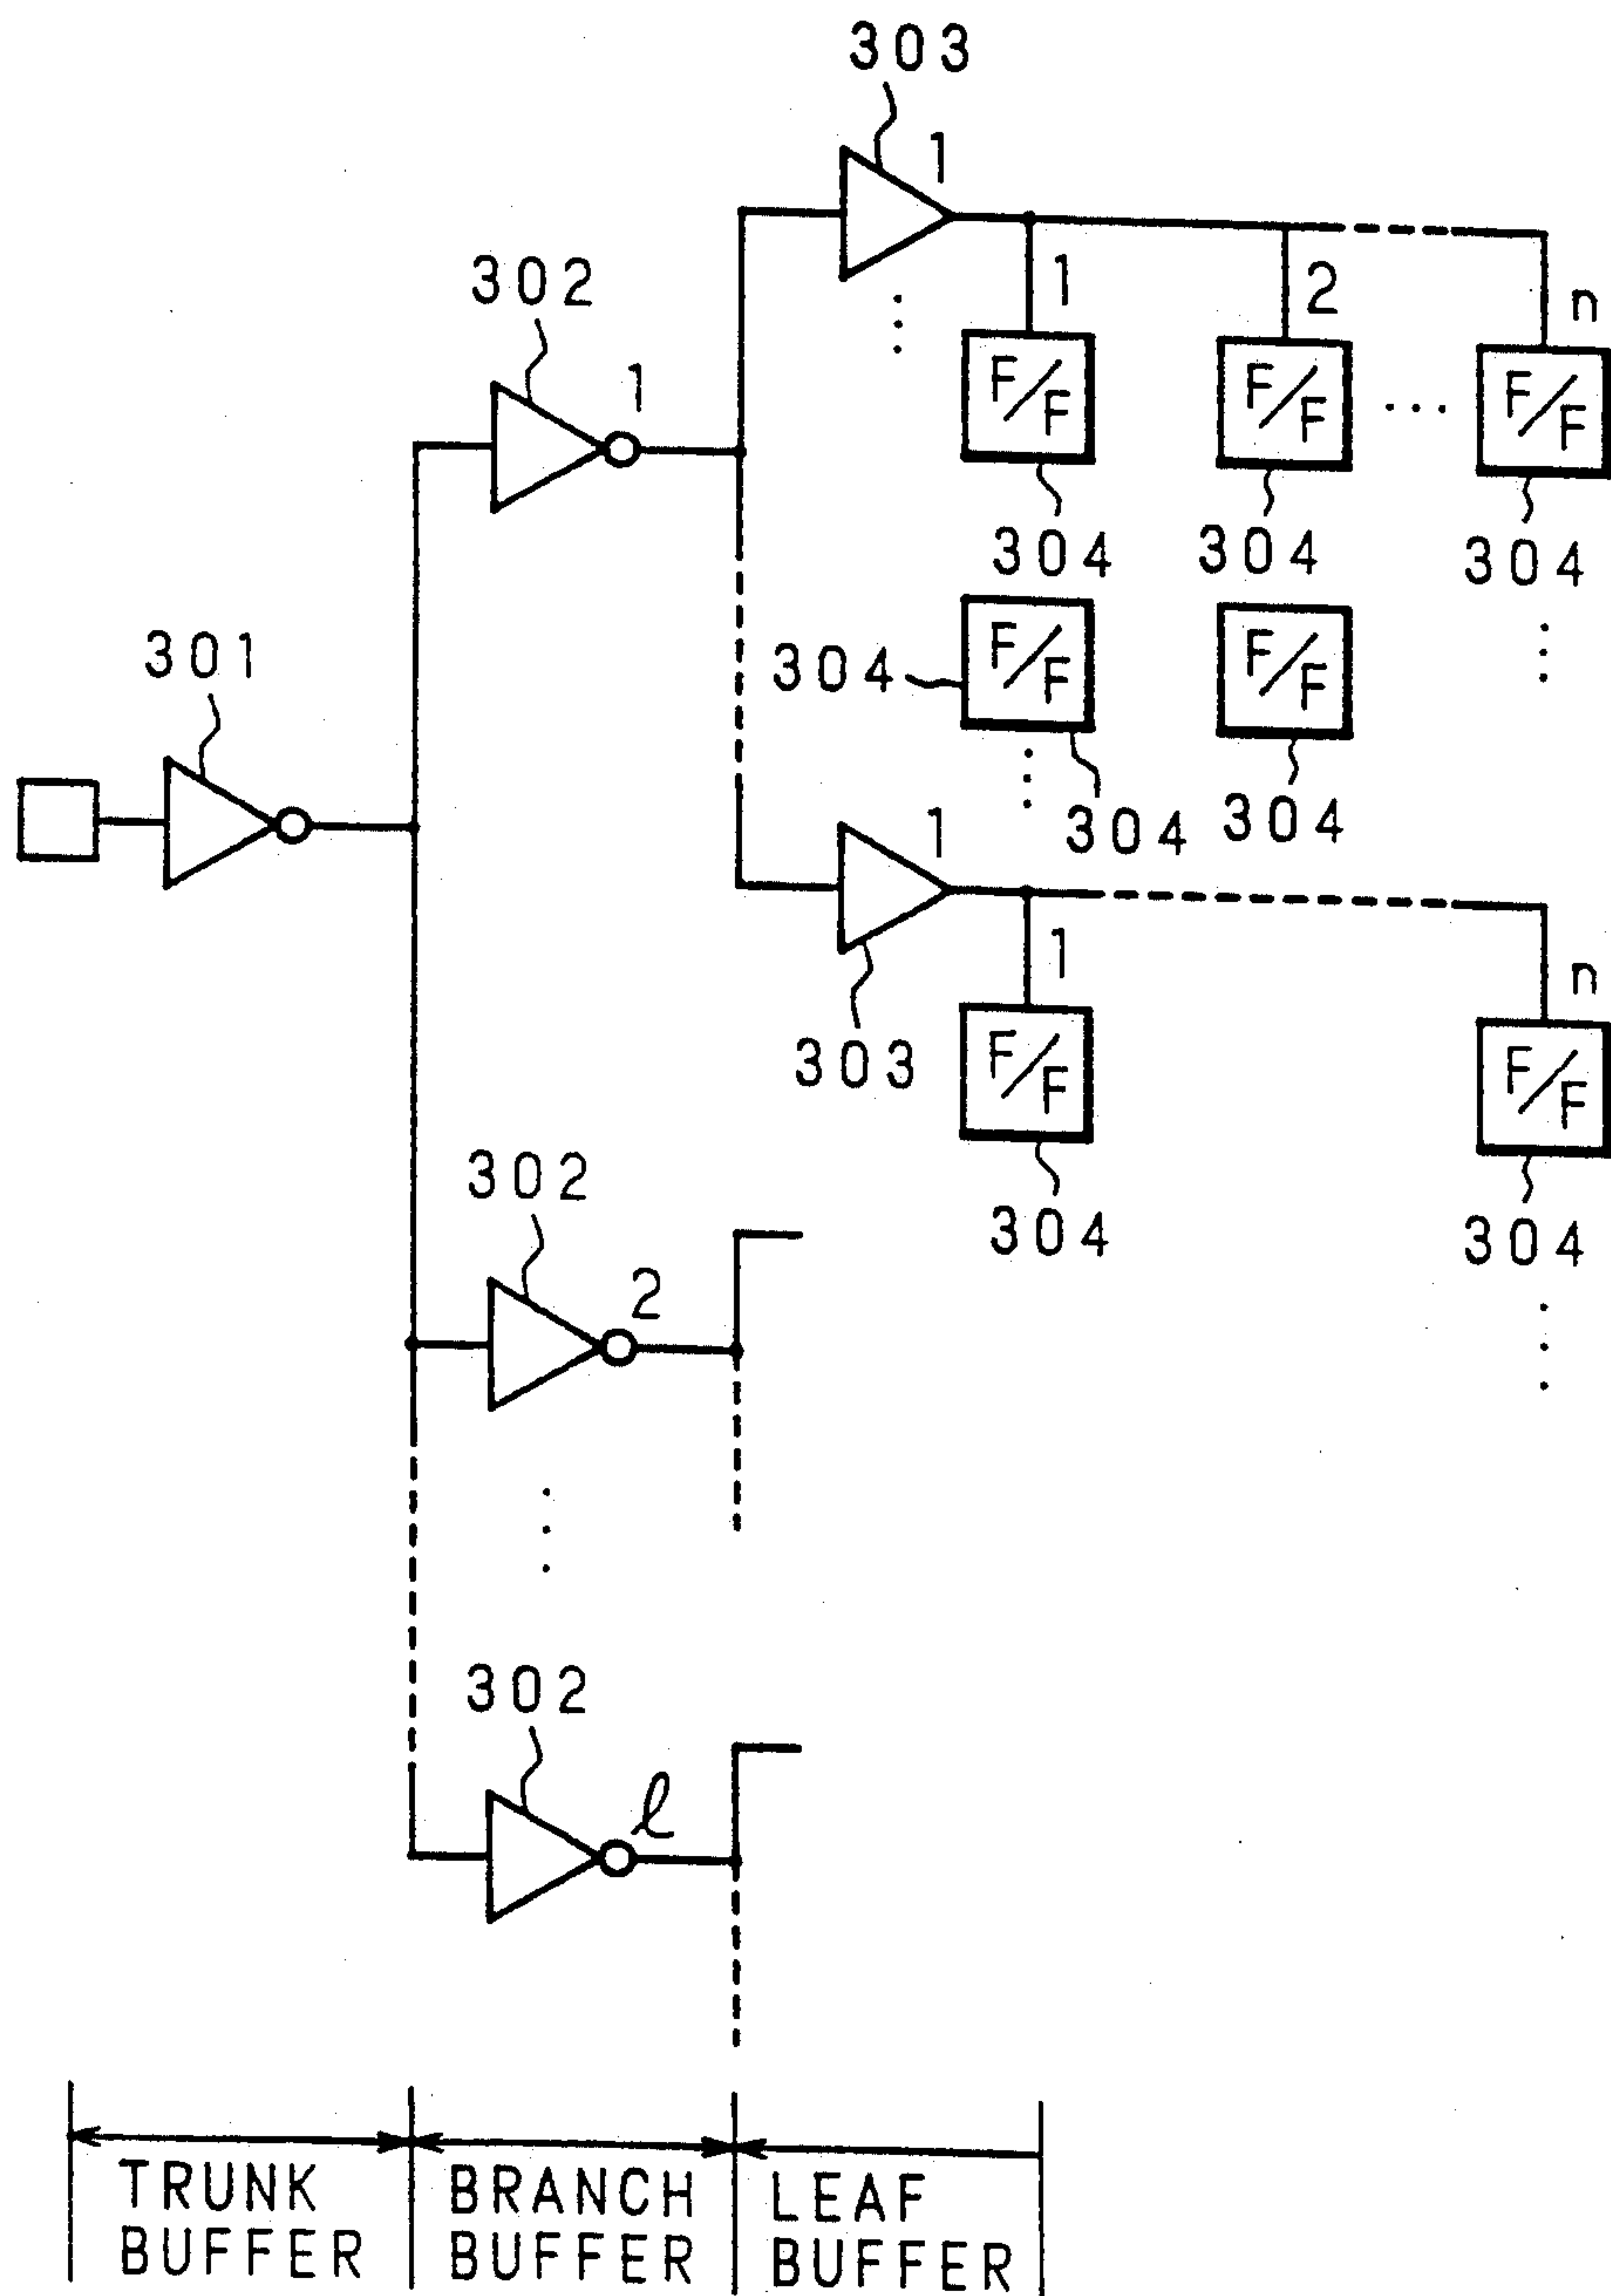 303
1
302
1
1
2
n
F/F
F/F
...
F/F
304
304
304
301
304
F/F
F/F
304
304
1
303
1
n
F/F
F/F
304
304
302
2
302
ℓ
TRUNK
BUFFER
BRANCH
BUFFER
LEAF
BUFFER